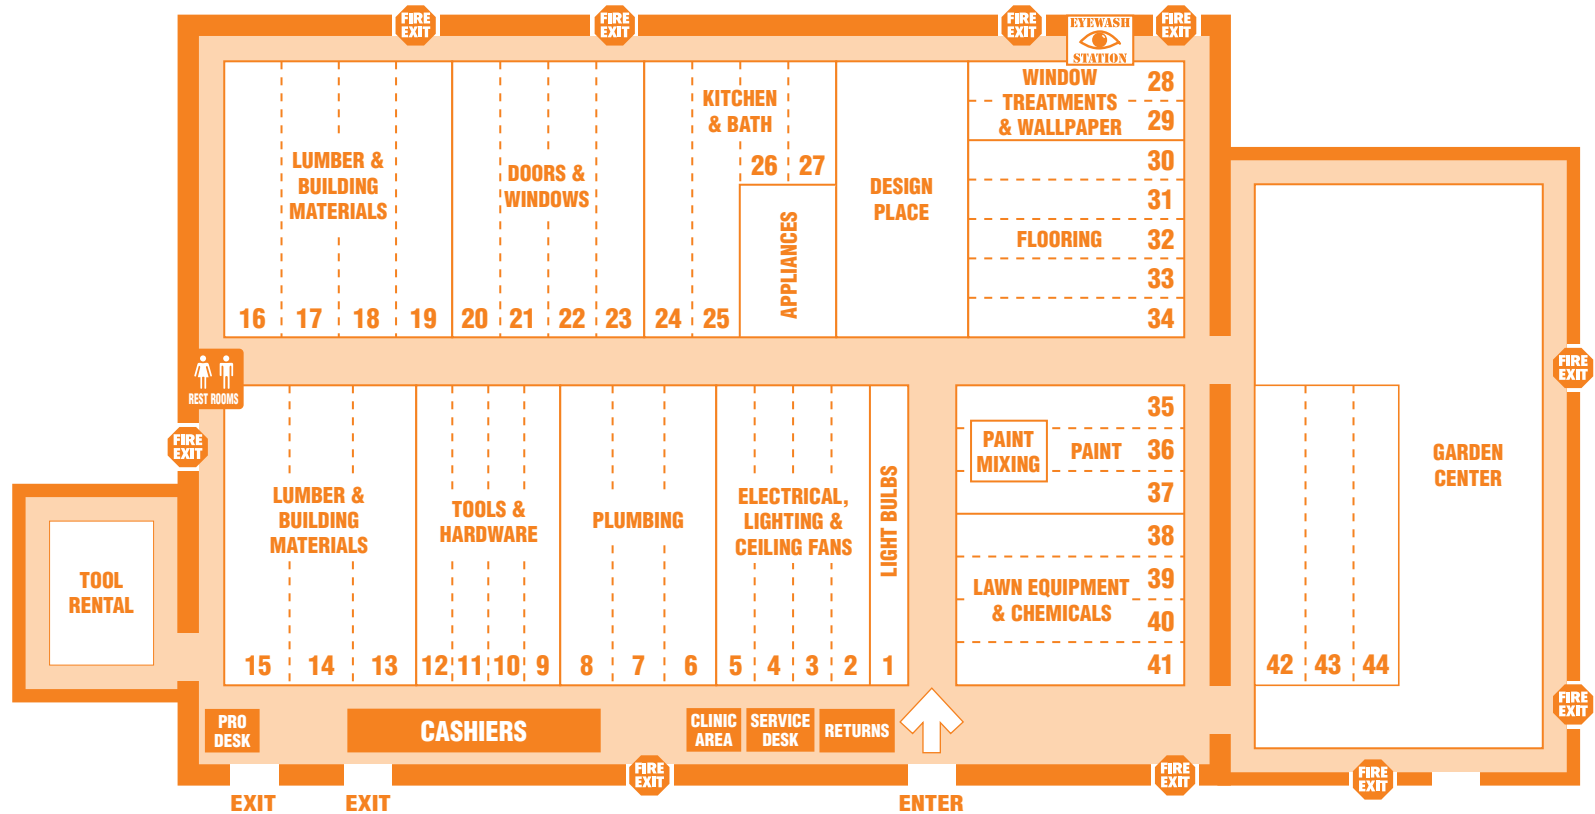 FIRE
EXIT
FIRE
EXIT
FIRE
EXIT
EYEWASH
STATION
FIRE
EXIT
LUMBER &
BUILDING
MATERIALS
16
17
18
19
DOORS &
WINDOWS
20
21
22
23
KITCHEN
& BATH
24
25
26
27
APPLIANCES
DESIGN
PLACE
WINDOW
TREATMENTS
& WALLPAPER
28
29
30
31
FLOORING
32
33
34
REST ROOMS
FIRE
EXIT
TOOL
RENTAL
LUMBER &
BUILDING
MATERIALS
15
14
13
TOOLS &
HARDWARE
12
11
10
9
PLUMBING
8
7
6
ELECTRICAL,
LIGHTING &
CEILING FANS
5
4
3
2
LIGHT BULBS
1
35
PAINT
MIXING
PAINT
36
37
38
39
LAWN EQUIPMENT
& CHEMICALS
40
41
42
43
44
GARDEN
CENTER
FIRE
EXIT
FIRE
EXIT
PRO
DESK
CASHIERS
CLINIC
AREA
SERVICE
DESK
RETURNS
FIRE
EXIT
FIRE
EXIT
FIRE
EXIT
EXIT
EXIT
ENTER